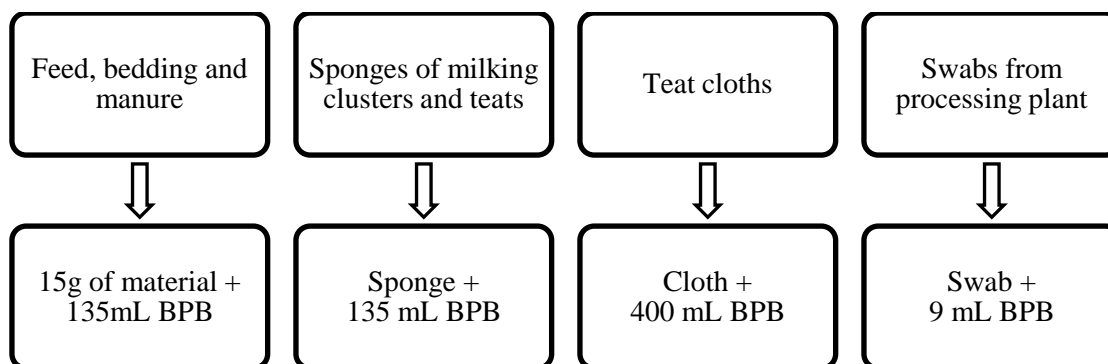 Feed, bedding and
manure
Sponges of milking
clusters and teats
Teat cloths
Swabs from
processing plant
15g of material +
135mL BPB
Sponge +
135 mL BPB
Cloth +
400 mL BPB
Swab +
9 mL BPB